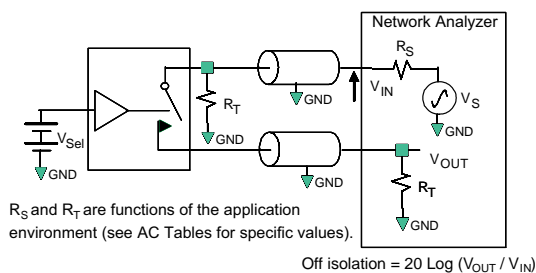 Network Analyzer
R_S
V_IN
V_S
GND
GND
R_T
GND
V_Sel
GND
GND
V_OUT
R_T
GND
R_S and R_T are functions of the application
environment (see AC Tables for specific values).
Off isolation = 20 Log (V_OUT / V_IN)